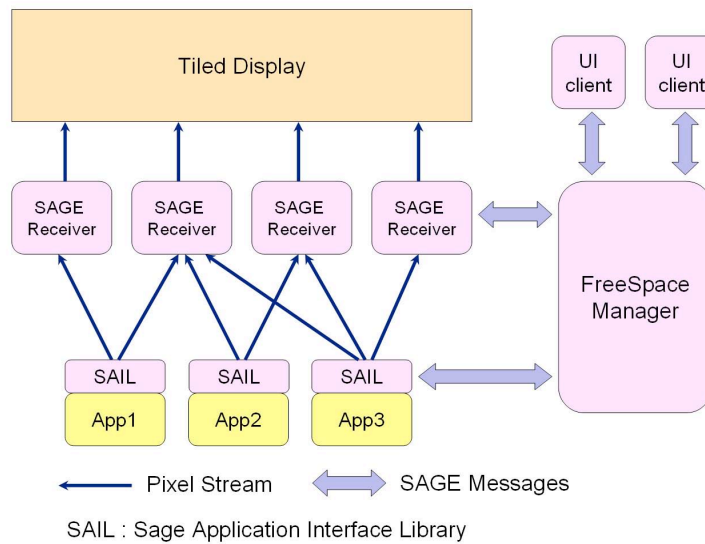 Tiled Display
UI
client
UI
client
SAGE
Receiver
SAGE
Receiver
SAGE
Receiver
SAGE
Receiver
FreeSpace
Manager
SAIL
SAIL
SAIL
App1
App2
App3
Pixel Stream
SAGE Messages
SAIL : Sage Application Interface Library